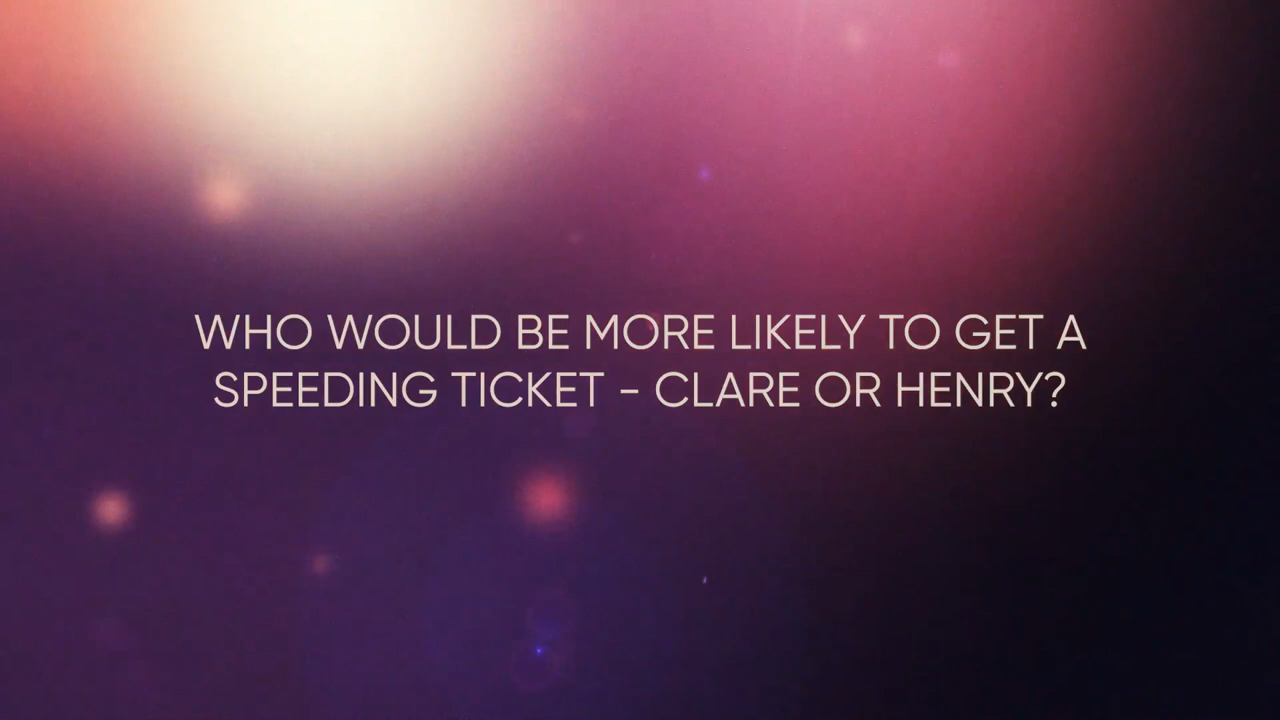 WHO WOULD BE MORE LIKELY TO GET A
SPEEDING TICKET - CLARE OR HENRY?